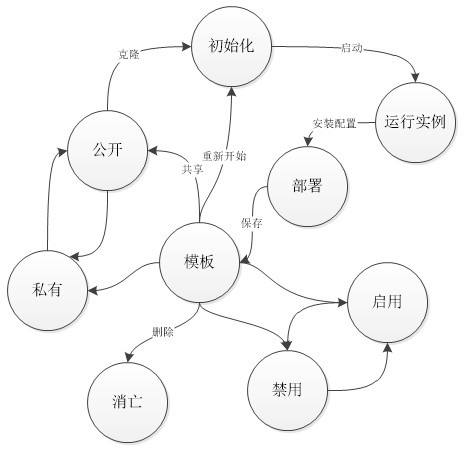 初始化
克隆
启动
运行实例
安装配置
公开
重新开始
共享
部署
保存
模板
私有
启用
删除
禁用
消亡